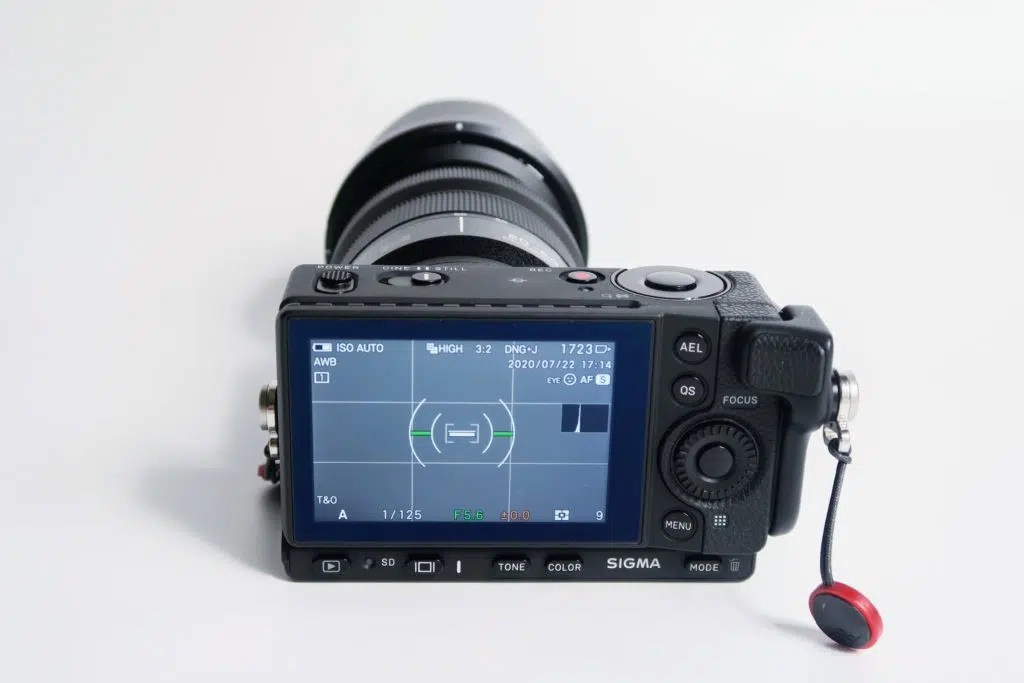 POWER CINE STILL REC
ISO AUTO HIGH 3:2 DNG+J 1723
AWB 2020/07/22 17:14
1 EYE AF S
T&O
A 1/125 F5.6 ±0.0 9
AEL
QS
FOCUS
MENU
SD TONE COLOR SIGMA MODE